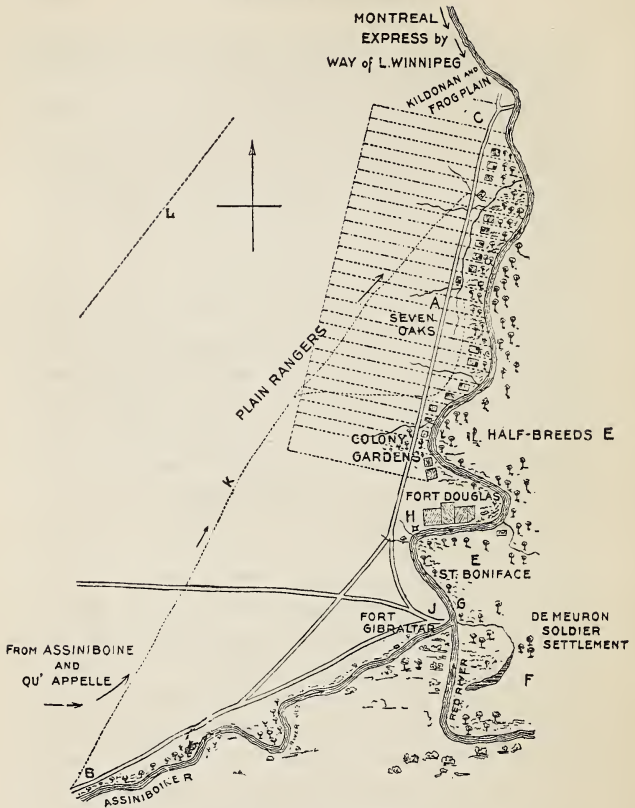 MONTREAL
EXPRESS by
WAY of L. WINNIPEG
KILDONAN AND
FROG PLAIN
C
L
A
SEVEN
OAKS
PLAIN RANGERS
HALF-BREEDS E
COLONY
GARDENS
K
FORT DOUGLAS
H
E
ST. BONIFACE
J
G
FORT
GIBRALTAR
DE MEURON
SOLDIER
SETTLEMENT
F
FROM ASSINIBOINE
AND
QU' APPELLE
RED RIVER
D
D
B
ASSINIBOINE R